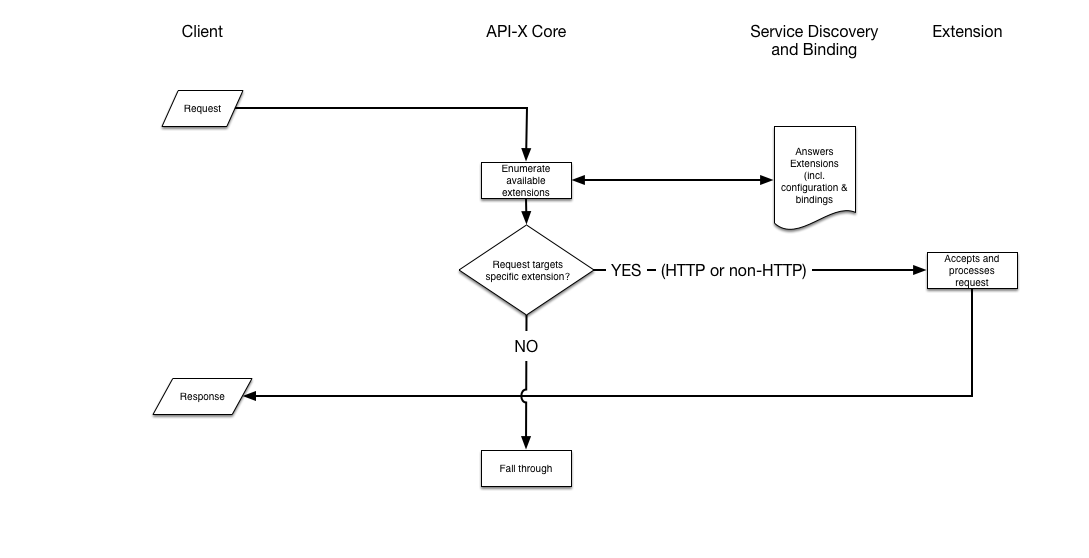 Client
API-X Core
Service Discovery
and Binding
Extension
Request
Enumerate
available
extensions
Answers
Extensions
(incl.
configuration &
bindings
Request targets
specific extension?
YES – (HTTP or non-HTTP)
Accepts and
processes
request
NO
Response
Fall through